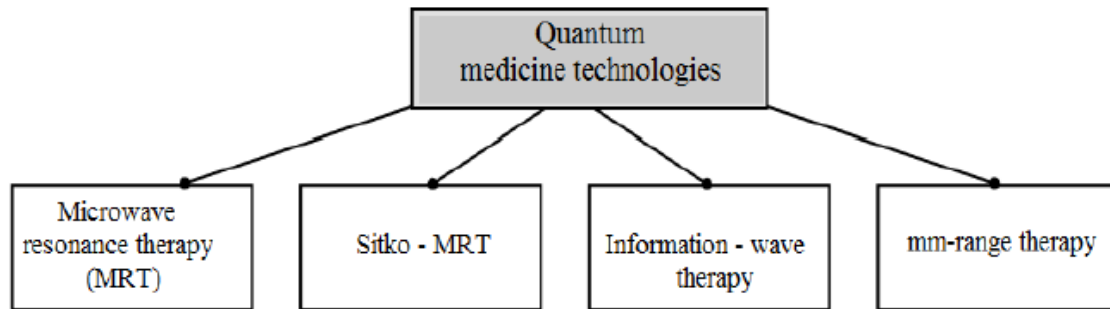 Quantum
medicine technologies
Microwave
resonance therapy
(MRT)
Sitko - MRT
Information - wave
therapy
mm-range therapy